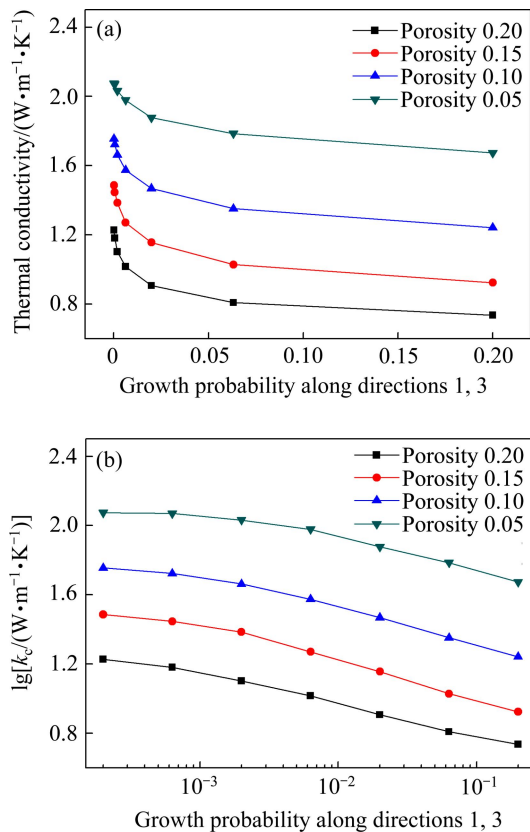 (a)
Porosity 0.20
Porosity 0.15
Porosity 0.10
Porosity 0.05
Thermal conductivity/(W•m⁻¹•K⁻¹)
2.4
2.0
1.6
1.2
0.8
0 0.05 0.10 0.15 0.20
Growth probability along directions 1, 3
(b)
Porosity 0.20
Porosity 0.15
Porosity 0.10
Porosity 0.05
lg[k_c/(W•m⁻¹•K⁻¹)]
2.4
2.0
1.6
1.2
0.8
10⁻³ 10⁻² 10⁻¹
Growth probability along directions 1, 3